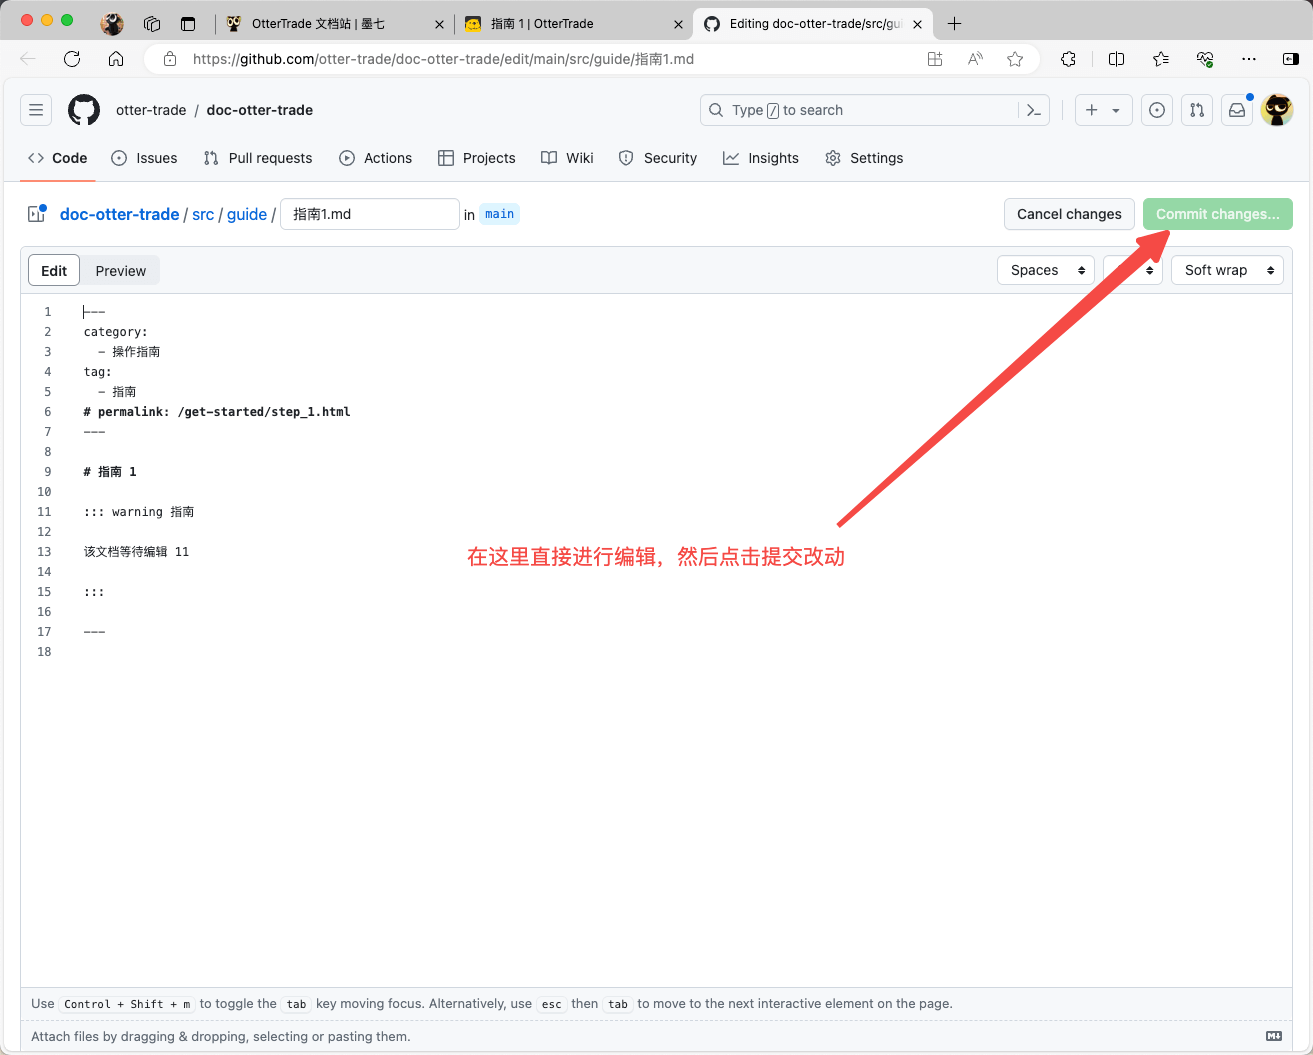 OtterTrade 文档站 | 墨七
指南 1 | OtterTrade
Editing doc-otter-trade/src/gui
https://github.com/otter-trade/doc-otter-trade/edit/main/src/guide/指南1.md
otter-trade / doc-otter-trade
Type / to search
Code Issues Pull requests Actions Projects Wiki Security Insights Settings
doc-otter-trade / src / guide / 指南1.md in main
Cancel changes Commit changes...
Edit Preview Spaces Soft wrap
1 ---
2 category:
3 - 操作指南
4 tag:
5 - 指南
6 # permalink: /get-started/step_1.html
7 ---
8
9 # 指南 1
10
11 ::: warning 指南
12
13 该文档等待编辑 11
14
15 :::
16
17 ---
18
在这里直接进行编辑，然后点击提交改动
Use Control + Shift + m to toggle the tab key moving focus. Alternatively, use esc then tab to move to the next interactive element on the page.
Attach files by dragging & dropping, selecting or pasting them.